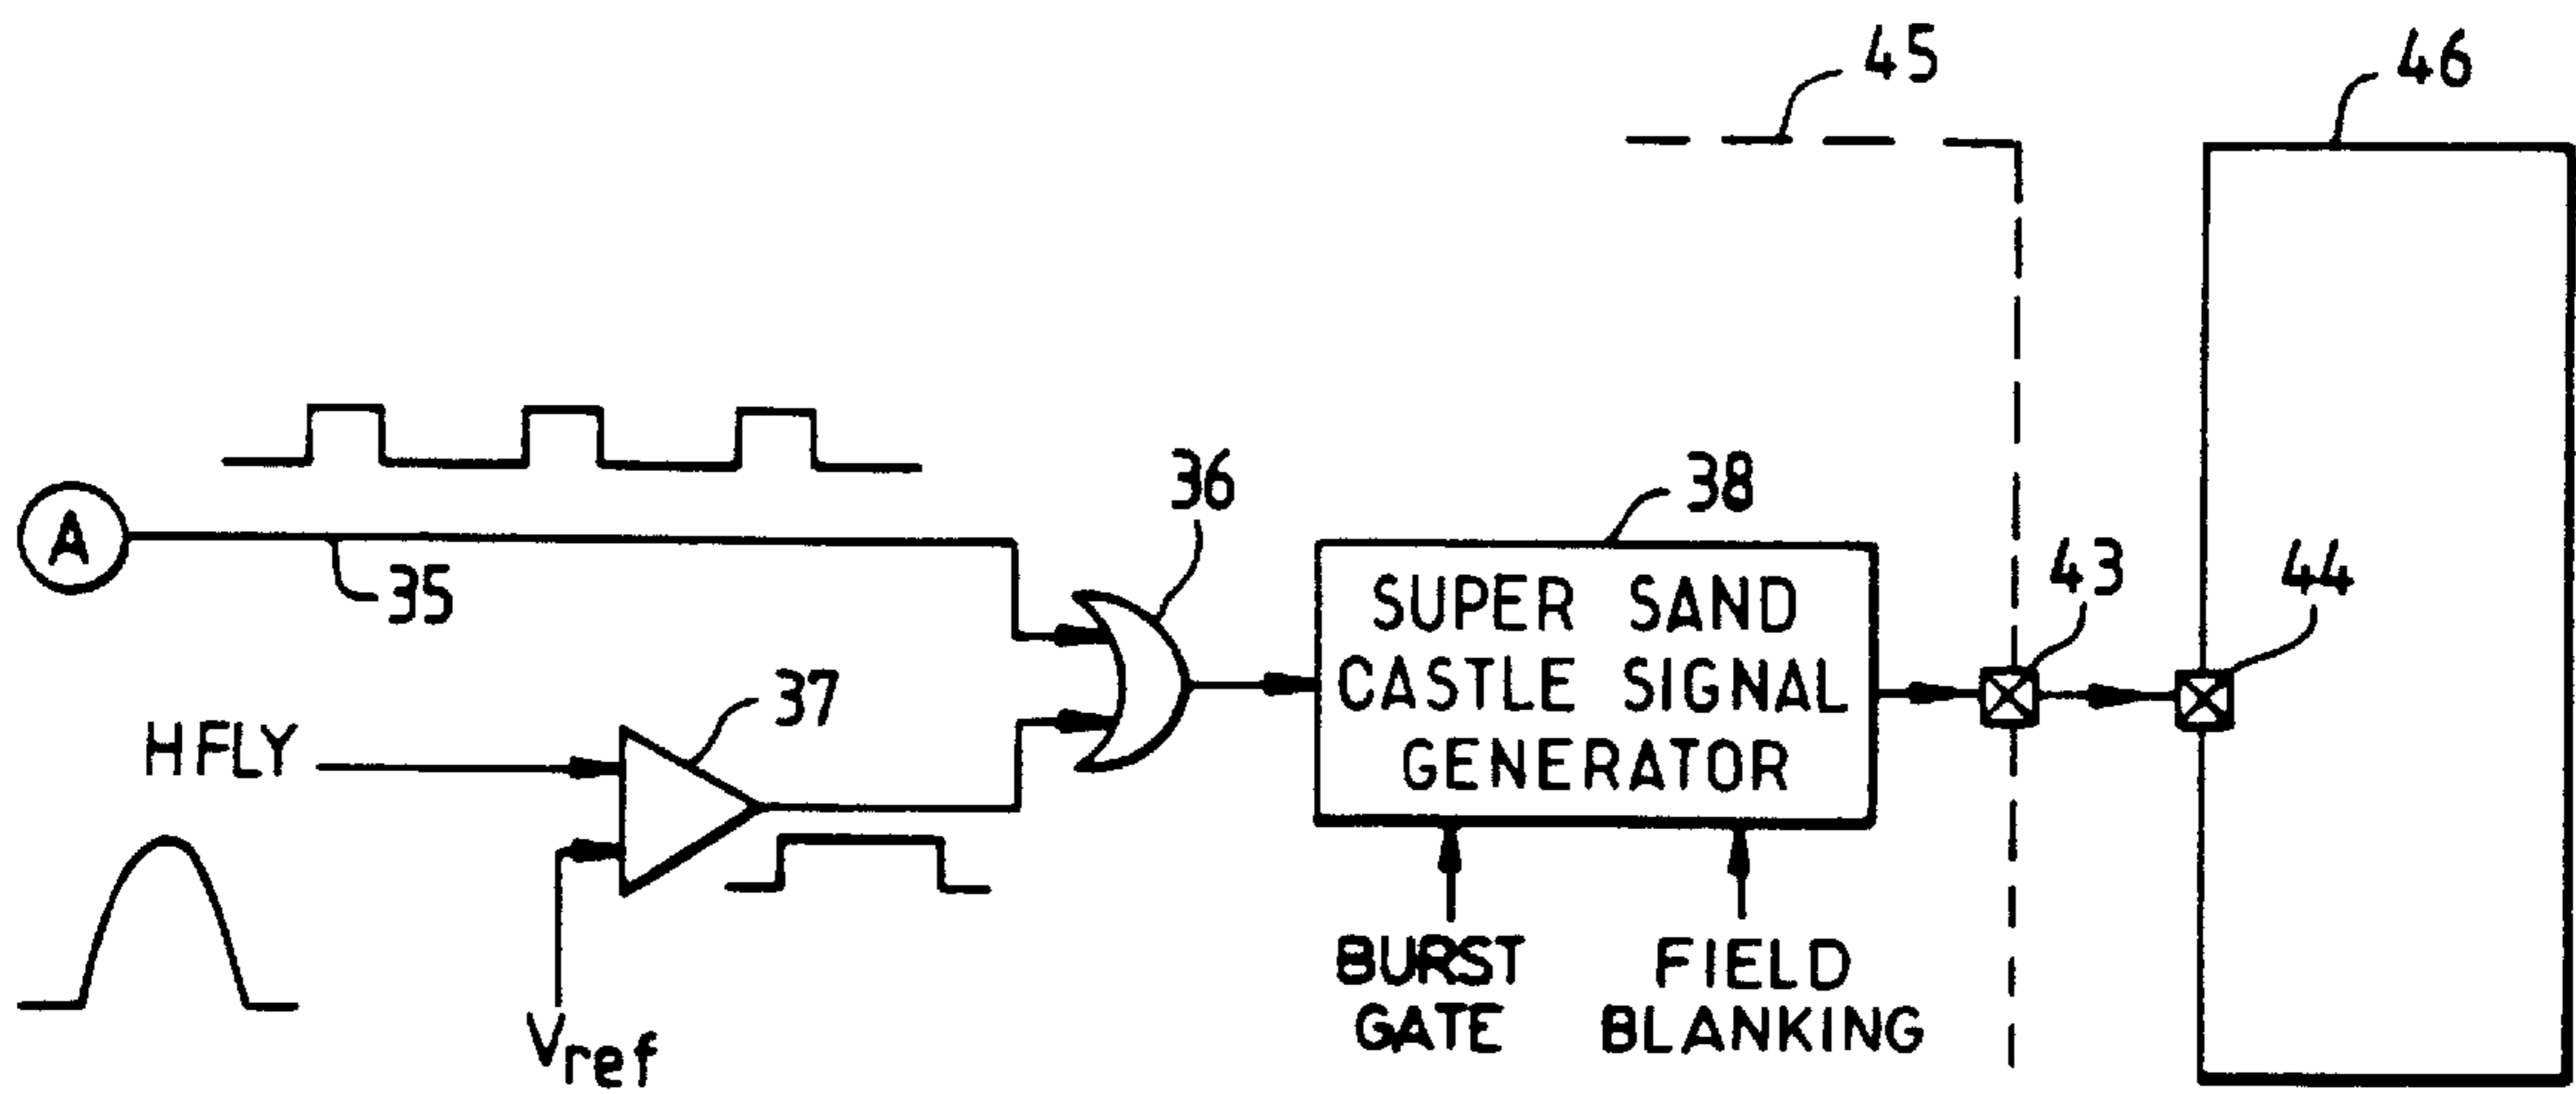 45
46
36
38
A
35
43
44
SUPER SAND
CASTLE SIGNAL
GENERATOR
37
HFLY
BURST
GATE
FIELD
BLANKING
Vref